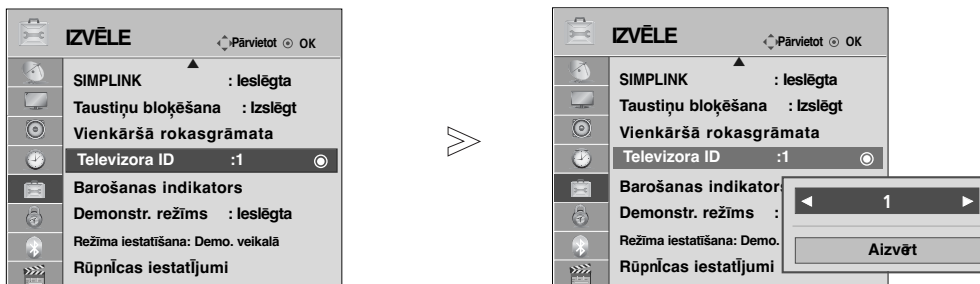 IZVĒLE
Pārvietot OK
SIMPLINK : Ieslēgta
Taustiņu bloķēšana : Izslēgt
Vienkāršā rokasgrāmata
Televizora ID :1
Barošanas indikators
Demonstr. režīms : Ieslēgta
Režīma iestatīšana: Demo. veikalā
RūpnĪcas iestatĪjumi
IZVĒLE
Pārvietot OK
SIMPLINK : Ieslēgta
Taustiņu bloķēšana : Izslēgt
Vienkāršā rokasgrāmata
Televizora ID :1
Barošanas indikator
Demonstr. režīms :
Režīma iestatīšana: Demo.
RūpnĪcas iestatĪjumi
1
Aizvērt